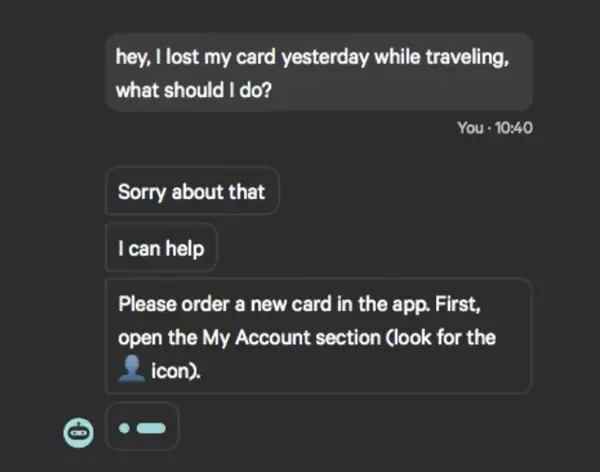 hey, I lost my card yesterday while traveling,
what should I do?
You · 10:40
Sorry about that
I can help
Please order a new card in the app. First,
open the My Account section (look for the
👤 icon).